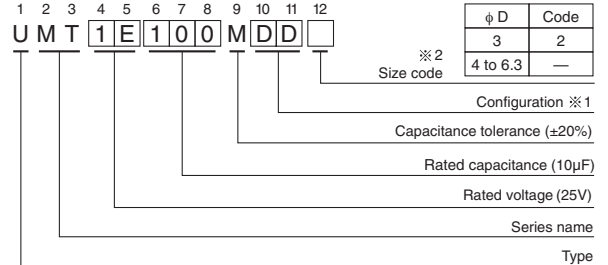 1 2 3 4 5 6 7 8 9 10 11 12
U M T 1 E 1 0 0 M D D
φ D Code
3 2
4 to 6.3 —
※2
Size code
Configuration ※1
Capacitance tolerance (±20%)
Rated capacitance (10µF)
Rated voltage (25V)
Series name
Type